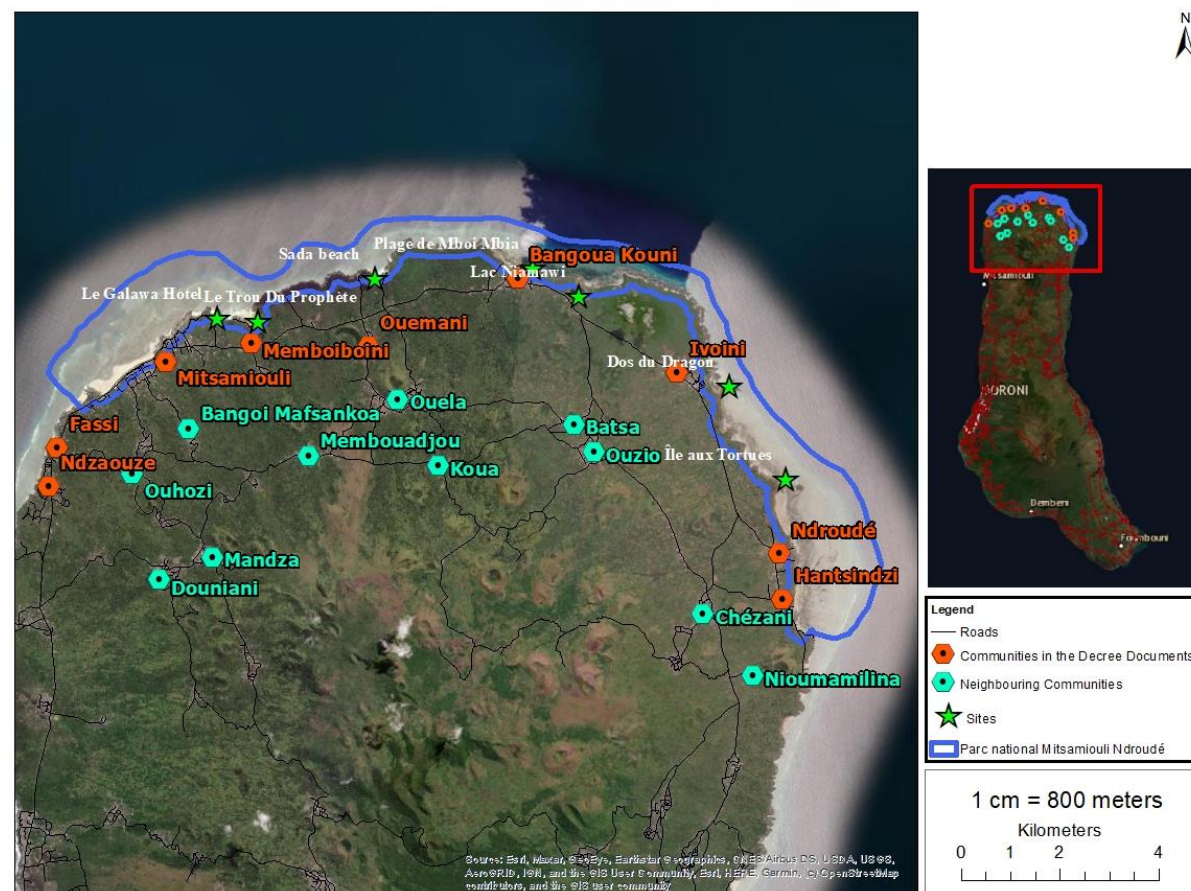 N
Sada beach
Plage de Mboi Mbia
Bangoua Kouni
Lac Niamawi
Le Galawa Hotel
Le Trou Du Prophète
Ouemani
Memboiboini
Mitsamiouli
Ivoini
Dos du Dragon
Ouela
Bangoi Mafsankoa
Fassi
Batsa
Membouadjou
Ouzio
Île aux Tortues
Koua
Ndzaouze
Ouhozi
Ndroudé
Mandza
Hantsindzi
Douniani
Chézani
Nioumamilina
Source: Esri, Maxar, GeoEye, Earthstar Geographics, CNES/Airbus DS, USDA, USGS,
AeroGRID, IGN, and the GIS User Community, Esri, HERE, Garmin, (c) OpenStreetMap
contributors, and the GIS user community
Mitsamiouli
Dembeni
Legend
Roads
Communities in the Decree Documents
Neighbouring Communities
Sites
Parc national Mitsamiouli Ndroudé
1 cm = 800 meters
Kilometers
0 1 2 4